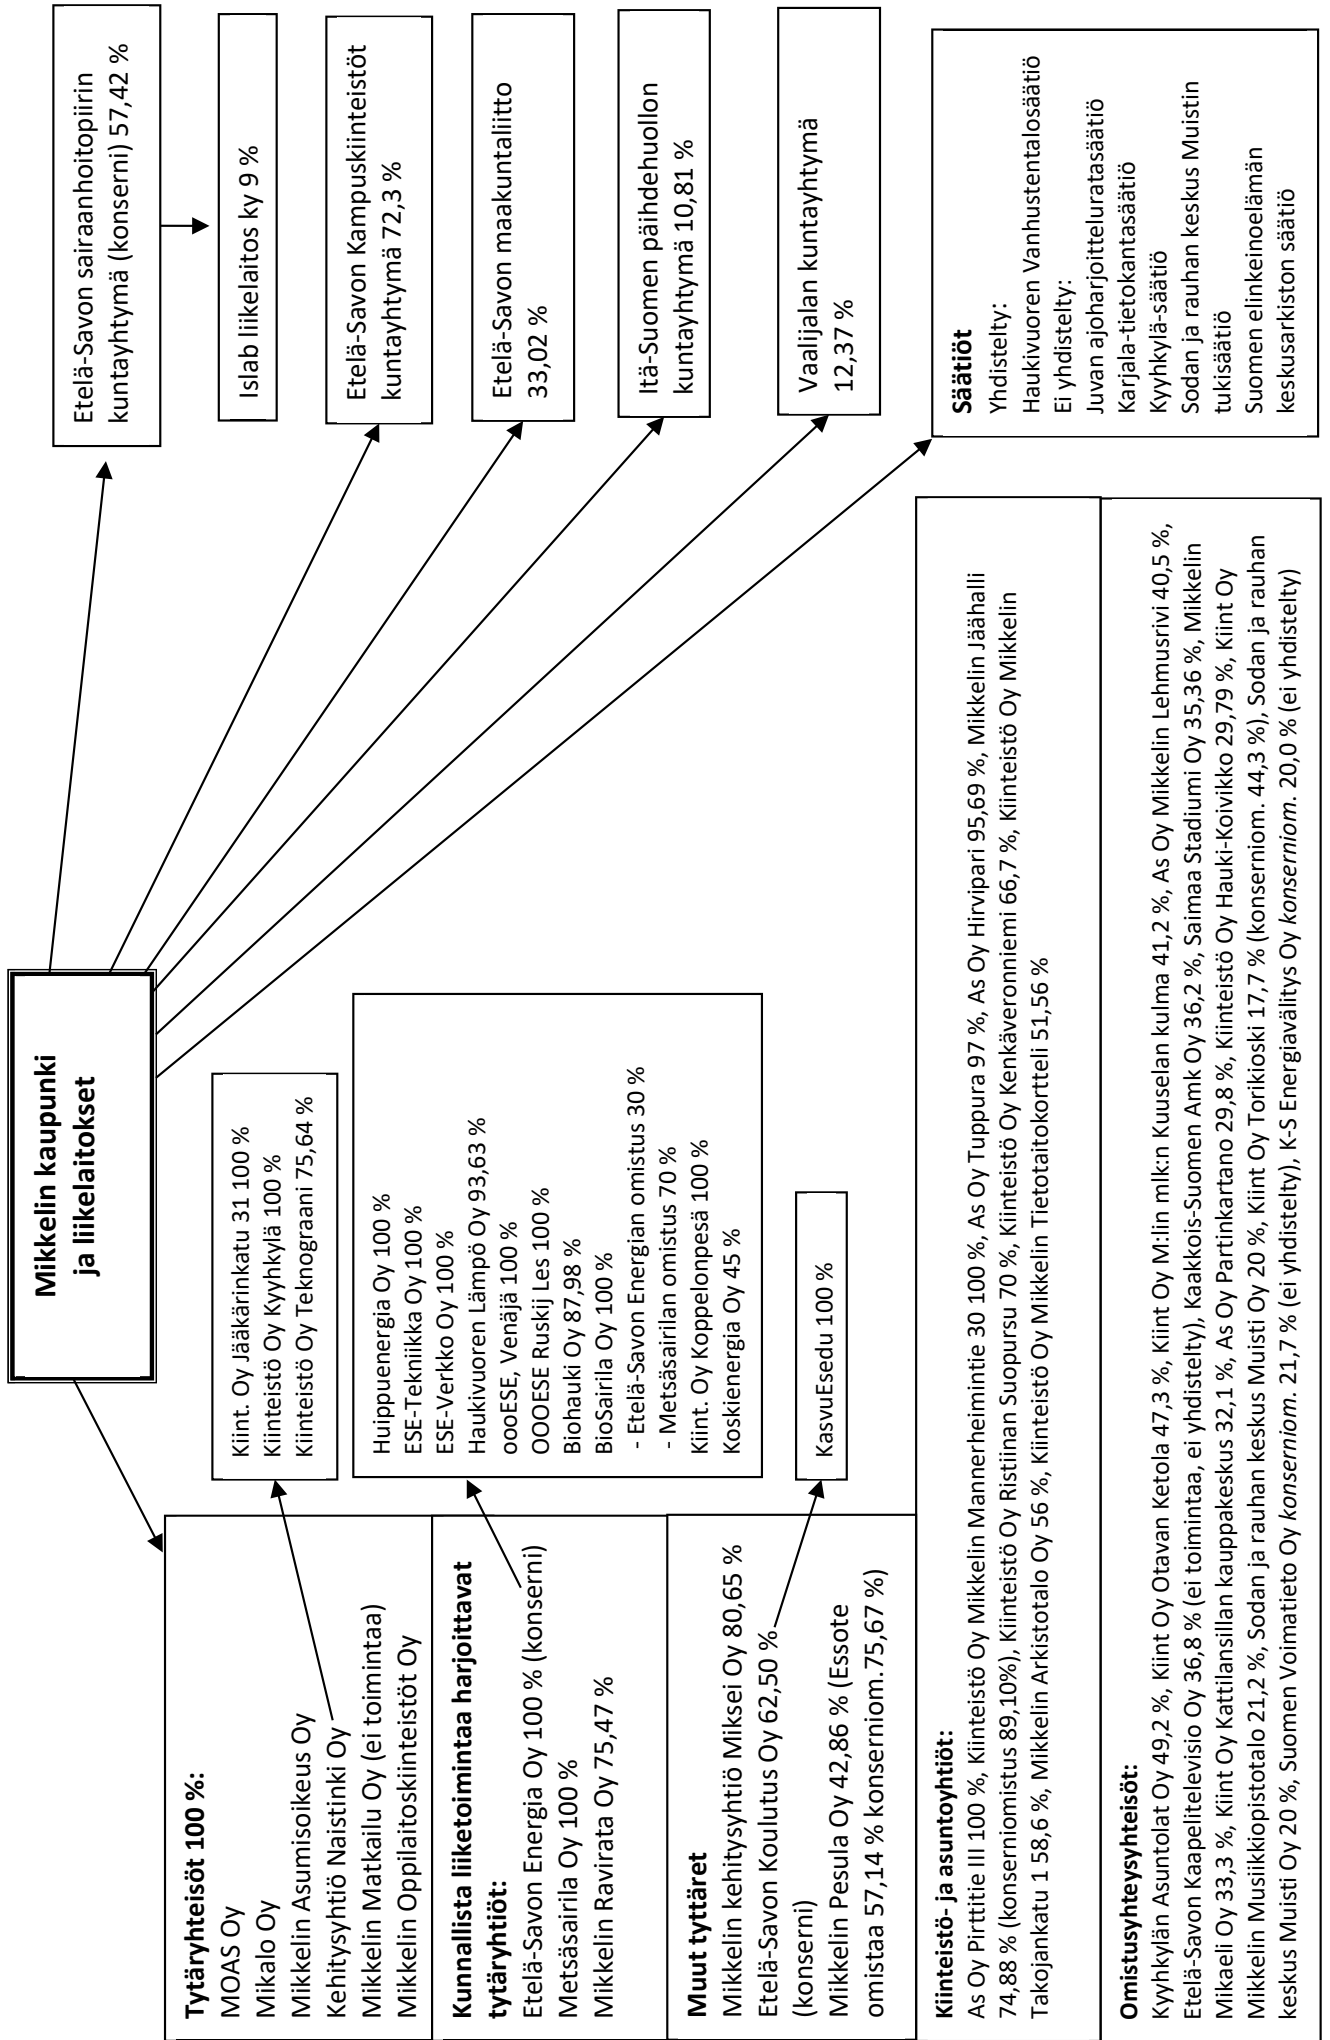 Mikkelin kaupunki
ja liikelaitokset
Tytäryhteisöt 100 %:
MOAS Oy
Mikalo Oy
Mikkelin Asumisoikeus Oy
Kehitysyhtiö Naistinki Oy
Mikkelin Matkailu Oy (ei toimintaa)
Mikkelin Oppilaitoskiinteistöt Oy
Kiint. Oy Jääkärinkatu 31 100 %
Kiinteistö Oy Kyyhkylä 100 %
Kiinteistö Oy Teknograani 75,64 %
Kunnallista liiketoimintaa harjoittavat
tytäryhtiöt:
Etelä-Savon Energia Oy 100 % (konserni)
Metsäsairila Oy 100 %
Mikkelin Ravirata Oy 75,47 %
Huippuenergia Oy 100 %
ESE-Tekniikka Oy 100 %
ESE-Verkko Oy 100 %
Haukivuoren Lämpö Oy 93,63 %
oooESE, Venäjä 100 %
OOOESE Ruskij Les 100 %
Biohauki Oy 87,98 %
BioSairila Oy 100 %
- Etelä-Savon Energian omistus 30 %
- Metsäsairilan omistus 70 %
Kiint. Oy Koppelonpesä 100 %
Koskienergia Oy 45 %
Muut tyttäret
Mikkelin kehitysyhtiö Miksei Oy 80,65 %
Etelä-Savon Koulutus Oy 62,50 %
(konserni)
Mikkelin Pesula Oy 42,86 % (Essote
omistaa 57,14 % konserniom.75,67 %)
KasvuEsedu 100 %
Etelä-Savon sairaanhoitopiirin
kuntayhtymä (konserni) 57,42 %
Islab liikelaitos ky 9 %
Etelä-Savon Kampuskiinteistöt
kuntayhtymä 72,3 %
Etelä-Savon maakuntaliitto
33,02 %
Itä-Suomen päihdehuollon
kuntayhtymä 10,81 %
Vaalijalan kuntayhtymä
12,37 %
Säätiöt
Yhdistelty:
Haukivuoren Vanhustentalosäätiö
Ei yhdistelty:
Juvan ajoharjoitteluratasäätiö
Karjala-tietokantasäätiö
Kyyhkylä-säätiö
Sodan ja rauhan keskus Muistin
tukisäätiö
Suomen elinkeinoelämän
keskusarkiston säätiö
Kiinteistö- ja asuntoyhtiöt:
As Oy Pirttitie III 100 %, Kiinteistö Oy Mikkelin Mannerheimintie 30 100 %, As Oy Tuppura 97 %, As Oy Hirvipari 95,69 %, Mikkelin Jäähalli
74,88 % (konserniomistus 89,10%), Kiinteistö Oy Ristiinan Suopursu 70 %, Kiinteistö Oy Kenkäveronniemi 66,7 %, Kiinteistö Oy Mikkelin
Takojankatu 1 58,6 %, Mikkelin Arkistotalo Oy 56 %, Kiinteistö Oy Mikkelin Tietotaitokortteli 51,56 %
Omistusyhteysyhteisöt:
Kyyhkylän Asuntolat Oy 49,2 %, Kiint Oy Otavan Ketola 47,3 %, Kiint Oy M:lin mlk:n Kuuselan kulma 41,2 %, As Oy Mikkelin Lehmusrivi 40,5 %,
Etelä-Savon Kaapelitelevisio Oy 36,8 % (ei toimintaa, ei yhdistelty), Kaakkois-Suomen Amk Oy 36,2 %, Saimaa Stadiumi Oy 35,36 %, Mikkelin
Mikaeli Oy 33,3 %, Kiint Oy Kattilansillan kauppakeskus 32,1 %, As Oy Partinkartano 29,8 %, Kiinteistö Oy Hauki-Koivikko 29,79 %, Kiint Oy
Mikkelin Musiikkiopistotalo 21,2 %, Sodan ja rauhan keskus Muisti Oy 20 %, Kiint Oy Torikioski 17,7 % (konserniom. 44,3 %), Sodan ja rauhan
keskus Muisti Oy 20 %, Suomen Voimatieto Oy konserniom. 21,7 % (ei yhdistelty), K-S Energiavälitys Oy konserniom. 20,0 % (ei yhdistelty)